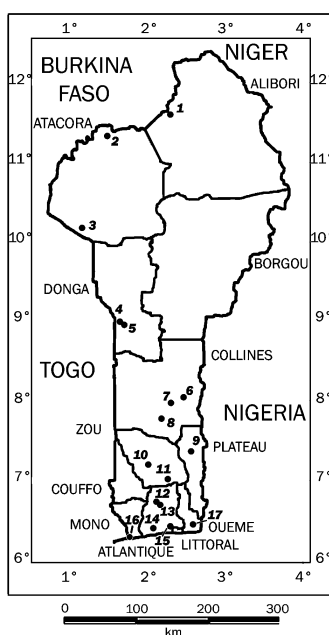 1° 2° 3° 4°
BURKINA
FASO
NIGER
ALIBORI
12° 12°
1
ATACORA
2
11° 11°
3
10° 10°
BORGOU
DONGA
9° 9°
4
5
COLLINES
TOGO
8° 8°
7 6
8
NIGERIA
ZOU
9
PLATEAU
10
11
7° 7°
COUFFO
12
13
MONO
16 14 17
OUEME
15
LITTORAL
ATLANTIQUE
6° 6°
1° 2° 3° 4°
0 100 200 300
km